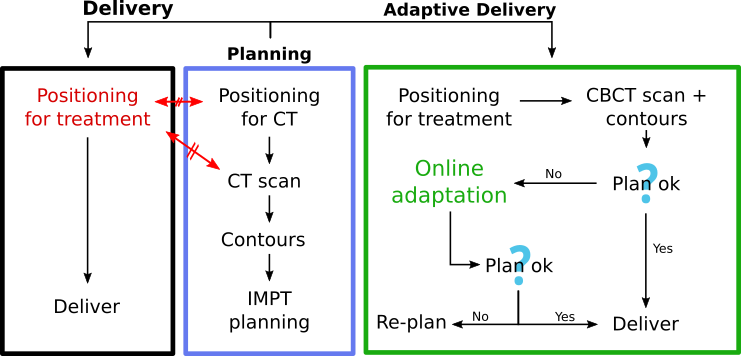 Delivery
Adaptive Delivery
Planning
Positioning
for treatment
Deliver
Positioning
for CT
CT scan
Contours
IMPT
planning
Positioning
for treatment
CBCT scan +
contours
?
Plan ok
No
Yes
Online
adaptation
?
Plan ok
No
Yes
Re-plan
Deliver